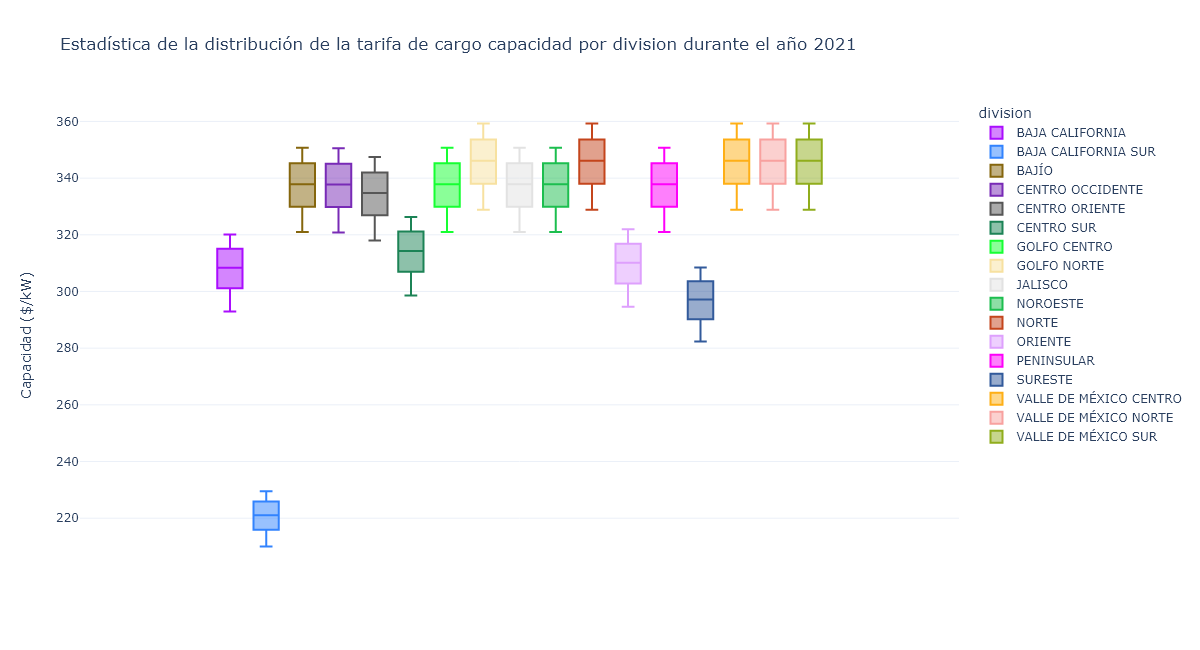 Estadística de la distribución de la tarifa de cargo capacidad por division durante el año 2021
Capacidad ($/kW)
360
340
320
300
280
260
240
220
division
BAJA CALIFORNIA
BAJA CALIFORNIA SUR
BAJÍO
CENTRO OCCIDENTE
CENTRO ORIENTE
CENTRO SUR
GOLFO CENTRO
GOLFO NORTE
JALISCO
NOROESTE
NORTE
ORIENTE
PENINSULAR
SURESTE
VALLE DE MÉXICO CENTRO
VALLE DE MÉXICO NORTE
VALLE DE MÉXICO SUR